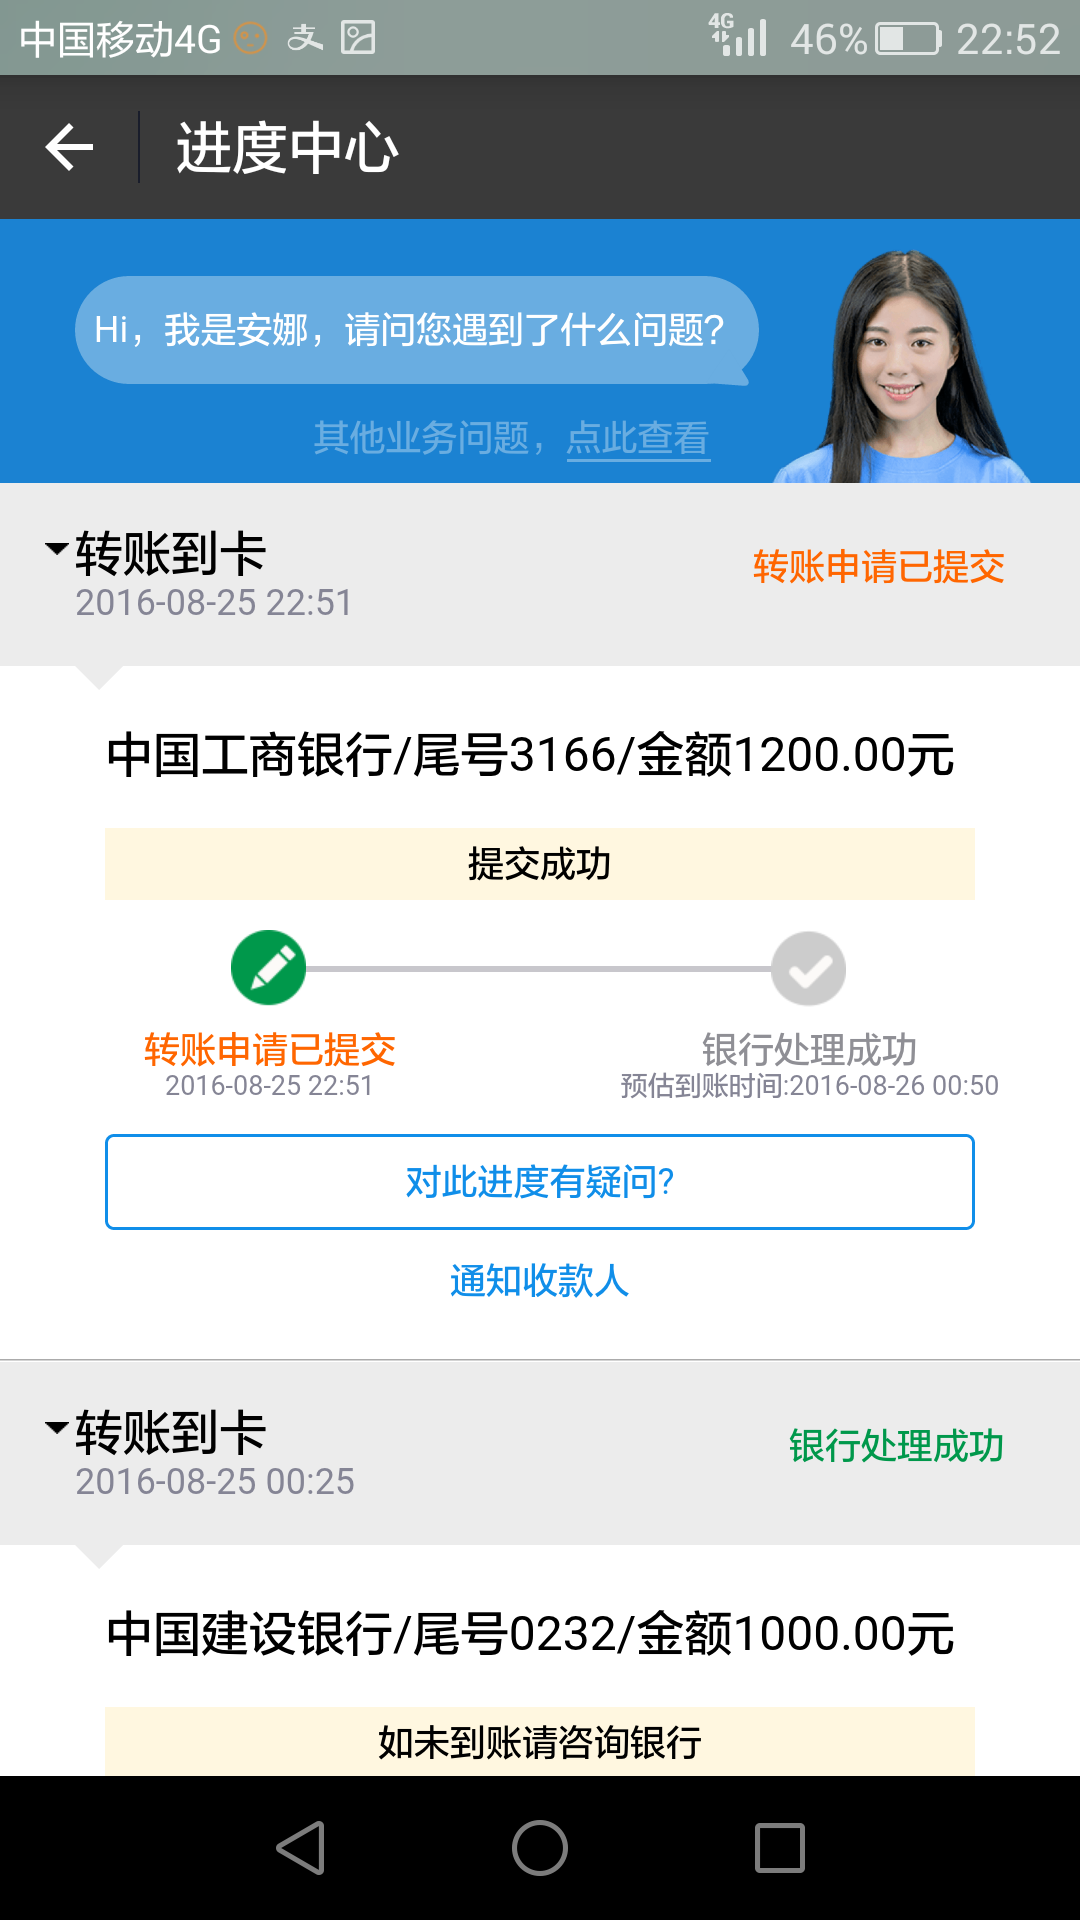 中国移动4G 支 4G 46% 22:52
进度中心
Hi，我是安娜，请问您遇到了什么问题?
其他业务问题，点此查看
转账到卡
转账申请已提交
2016-08-25 22:51
中国工商银行/尾号3166/金额1200.00元
提交成功
转账申请已提交 银行处理成功
2016-08-25 22:51 预估到账时间:2016-08-26 00:50
对此进度有疑问?
通知收款人
转账到卡
银行处理成功
2016-08-25 00:25
中国建设银行/尾号0232/金额1000.00元
如未到账请咨询银行